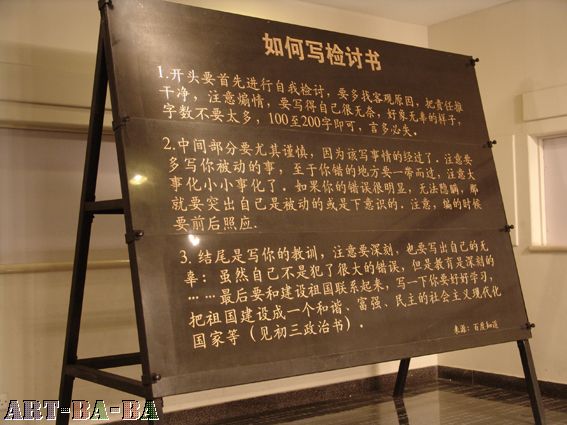 如何写检讨书
1.开头要首先进行自我检讨，要多找客观原因，把责任推
干净，注意煽情，要写得自己很无奈，好象无辜的样子，
字数不要太多，100至200字即可，言多必失。
2.中间部分要尤其谨慎，因为该写事情的经过了．注意要
多写你被动的事，至于你错的地方要一带而过，注意大
事化小小事化了．如果你的错误很明显，无法隐瞒，那
就要突出自己是被动的或是下意识的．注意，编的时候
要前后照应．
3．结尾是写你的教训，注意要深刻，也要写出自己的无
辜：虽然自己不是犯了很大的错误，但是教育是深刻的
……最后要和建设祖国联系起来，写一下你要好好学习，
把祖国建设成一个和谐、富强、民主的社会主义现代化
国家等（见初三政治书）．
来源：百度知道
ART-BA-BA